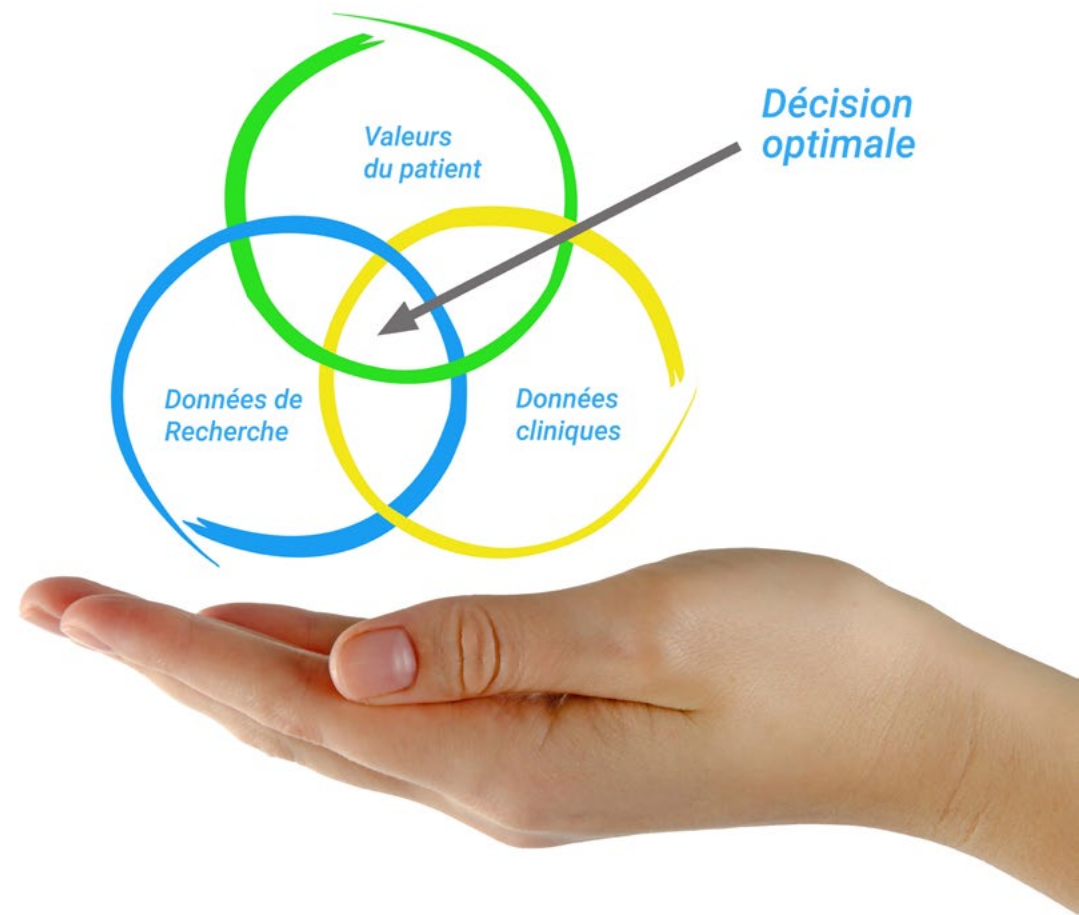 Valeurs
du patient
Décision
optimale
Données de
Recherche
Données
cliniques